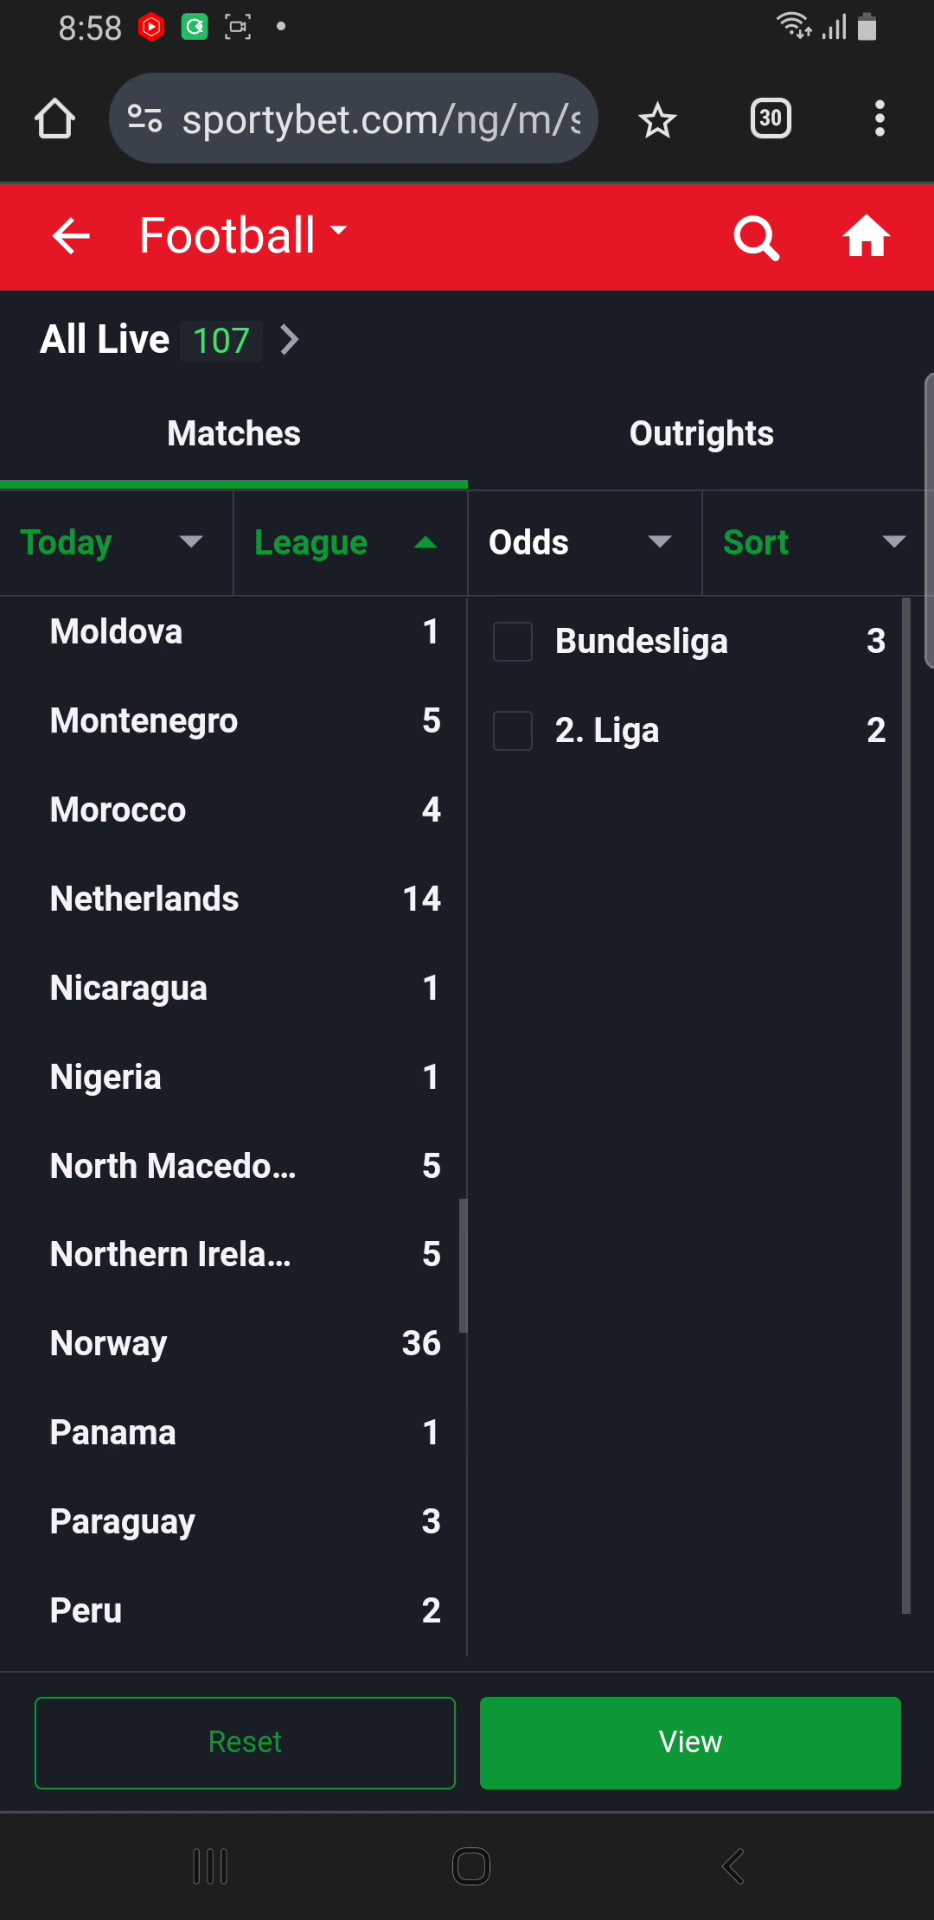 8:58
sportybet.com/ng/m/s
30
Football
All Live 107
Matches
Outrights
Today
League
Odds
Sort
Moldova 1
Montenegro 5
Morocco 4
Netherlands 14
Nicaragua 1
Nigeria 1
North Macedo... 5
Northern Irela... 5
Norway 36
Panama 1
Paraguay 3
Peru 2
Bundesliga 3
2. Liga 2
Reset
View